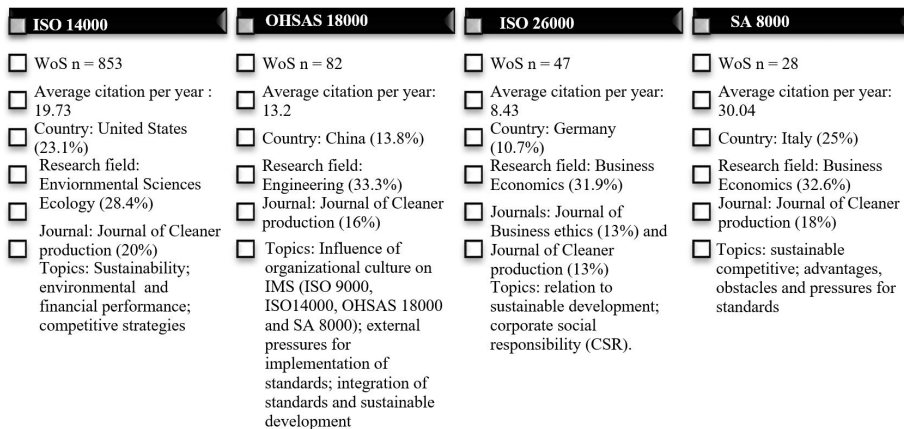 ISO 14000
WoS n = 853
Average citation per year :
19.73
Country: United States
(23.1%)
Research field:
Enviornmental Sciences
Ecology (28.4%)
Journal: Journal of Cleaner
production (20%)
Topics: Sustainability;
environmental and
financial performance;
competitive strategies
OHSAS 18000
WoS n = 82
Average citation per year:
13.2
Country: China (13.8%)
Research field:
Engineering (33.3%)
Journal: Journal of Cleaner
production (16%)
Topics: Influence of
organizational culture on
IMS (ISO 9000,
ISO14000, OHSAS 18000
and SA 8000); external
pressures for
implementation of
standards; integration of
standards and sustainable
development
ISO 26000
WoS n = 47
Average citation per year:
8.43
Country: Germany
(10.7%)
Research field: Business
Economics (31.9%)
Journals: Journal of
Business ethics (13%) and
Journal of Cleaner
production (13%)
Topics: relation to
sustainable development;
corporate social
responsibility (CSR).
SA 8000
WoS n = 28
Average citation per year:
30.04
Country: Italy (25%)
Research field: Business
Economics (32.6%)
Journal: Journal of Cleaner
production (18%)
Topics: sustainable
competitive; advantages,
obstacles and pressures for
standards